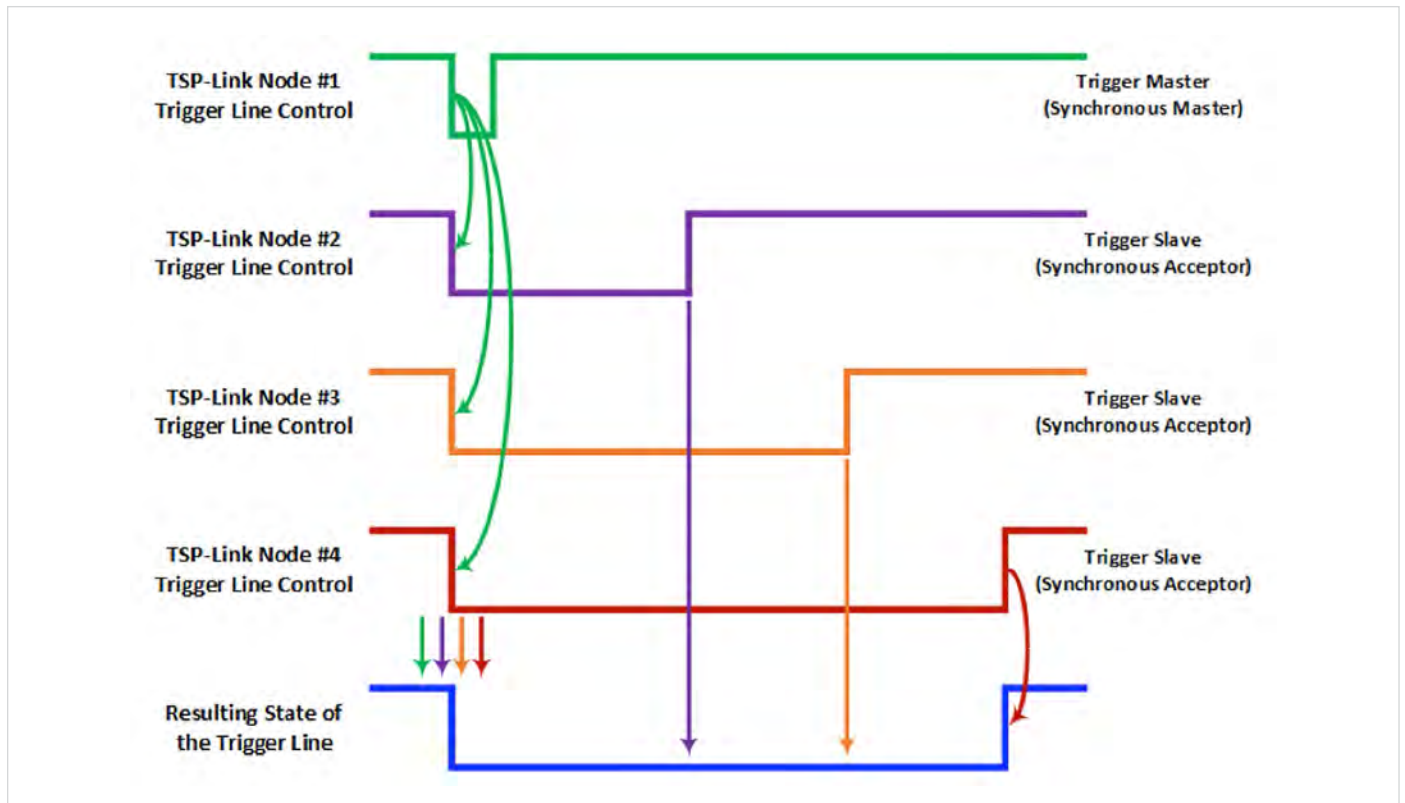 TSP-Link Node #1
Trigger Line Control
Trigger Master
(Synchronous Master)
TSP-Link Node #2
Trigger Line Control
Trigger Slave
(Synchronous Acceptor)
TSP-Link Node #3
Trigger Line Control
Trigger Slave
(Synchronous Acceptor)
TSP-Link Node #4
Trigger Line Control
Trigger Slave
(Synchronous Acceptor)
Resulting State of
the Trigger Line